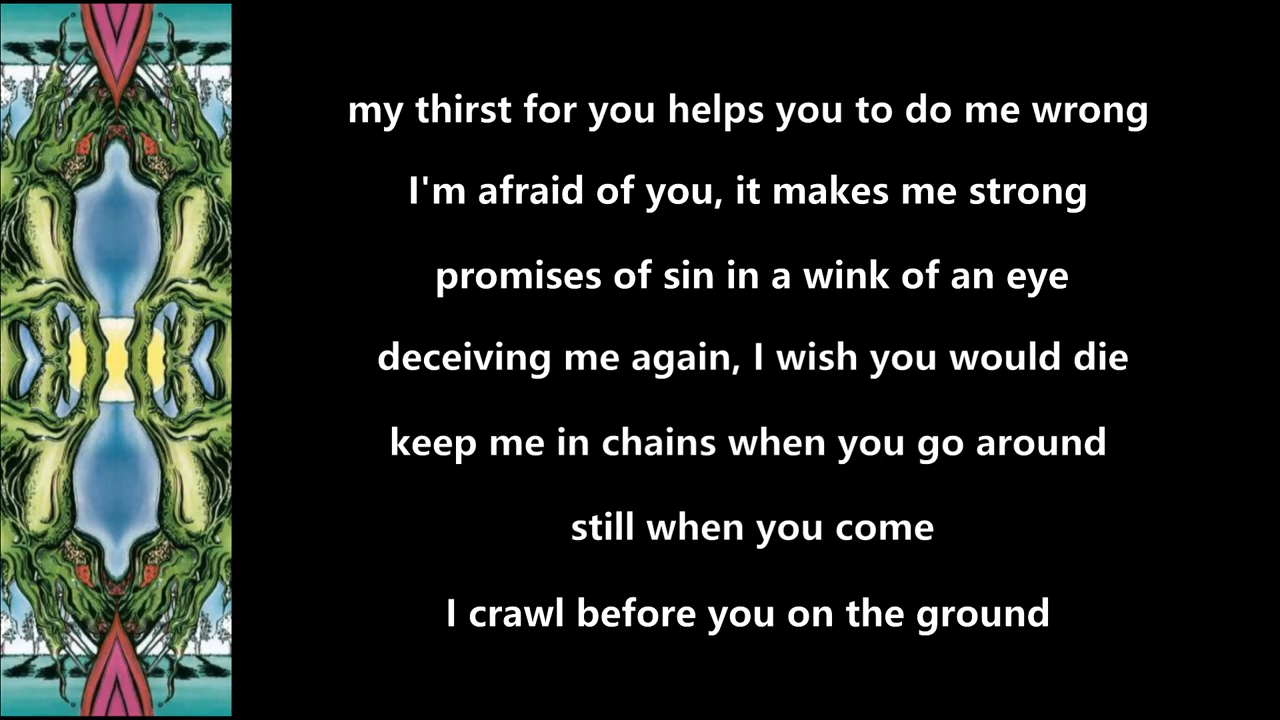 my thirst for you helps you to do me wrong
I'm afraid of you, it makes me strong
promises of sin in a wink of an eye
deceiving me again, I wish you would die
keep me in chains when you go around
still when you come
I crawl before you on the ground